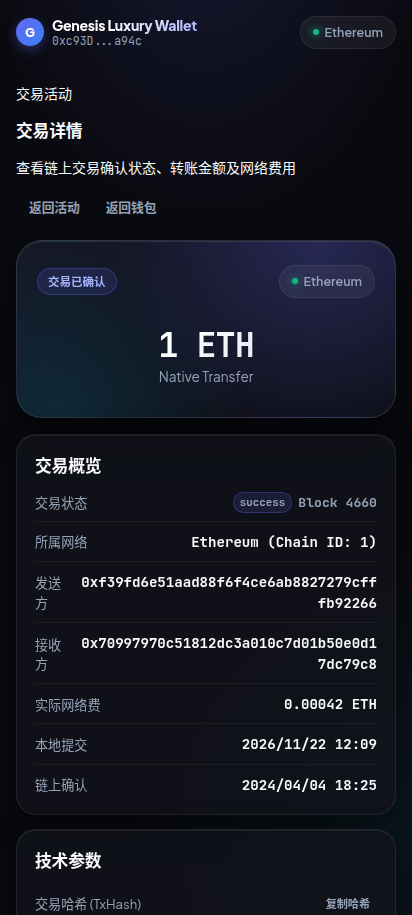 G Genesis Luxury Wallet
0xc93D...a94c
Ethereum
交易活动
交易详情
查看链上交易确认状态、转账金额及网络费用
返回活动 返回钱包
交易已确认 Ethereum
1 ETH
Native Transfer
交易概览
交易状态 success Block 4660
所属网络 Ethereum (Chain ID: 1)
发送方 0xf39fd6e51aad88f6f4ce6ab8827279cff
fb92266
接收方 0x70997970c51812dc3a010c7d01b50e0d1
7dc79c8
实际网络费 0.00042 ETH
本地提交 2026/11/22 12:09
链上确认 2024/04/04 18:25
技术参数
交易哈希 (TxHash) 复制哈希